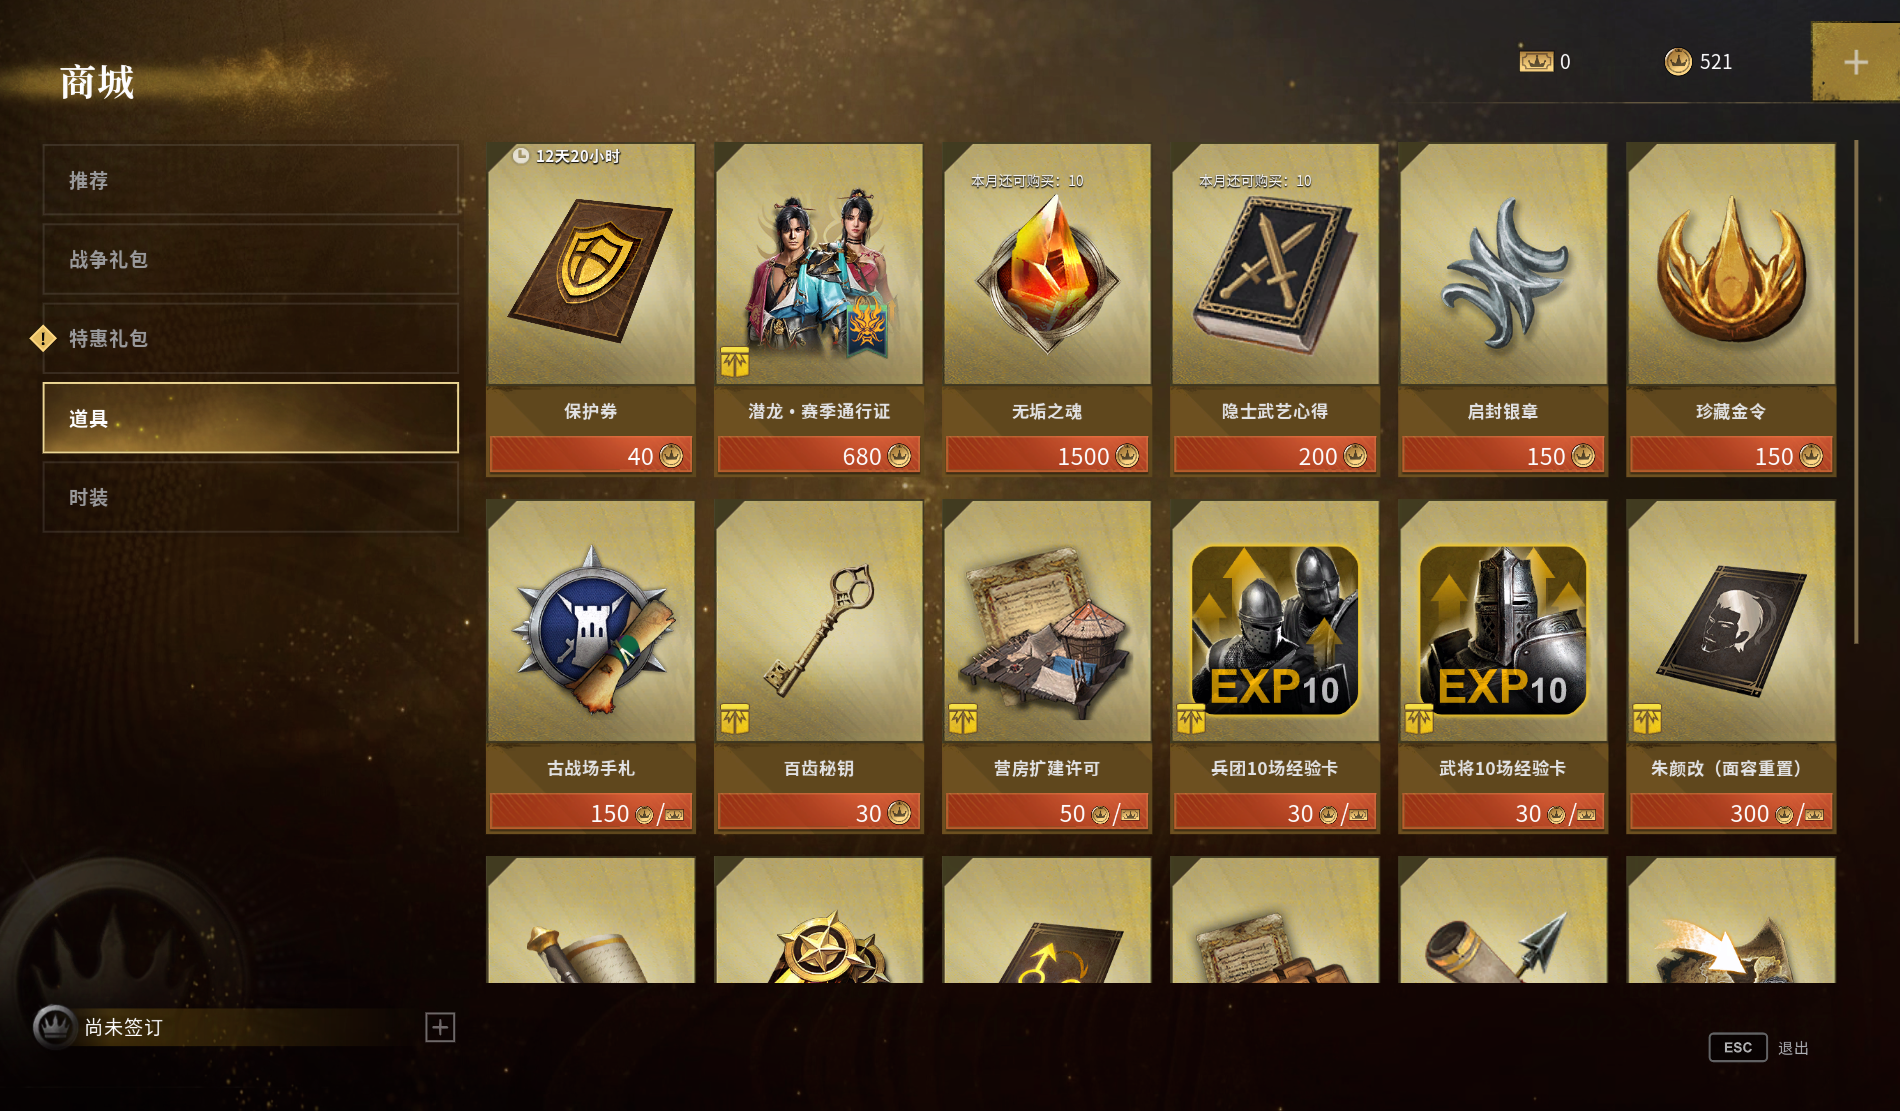 商城
0
521
推荐
战争礼包
特惠礼包
道具
时装
12天20小时
保护券
40
潜龙·赛季通行证
680
本月还可购买：10
无垢之魂
1500
本月还可购买：10
隐士武艺心得
200
启封银章
150
珍藏金令
150
古战场手札
150 /
百齿秘钥
30
营房扩建许可
50 /
EXP10
兵团10场经验卡
30 /
EXP10
武将10场经验卡
30 /
朱颜改（面容重置）
300 /
尚未签订
ESC 退出